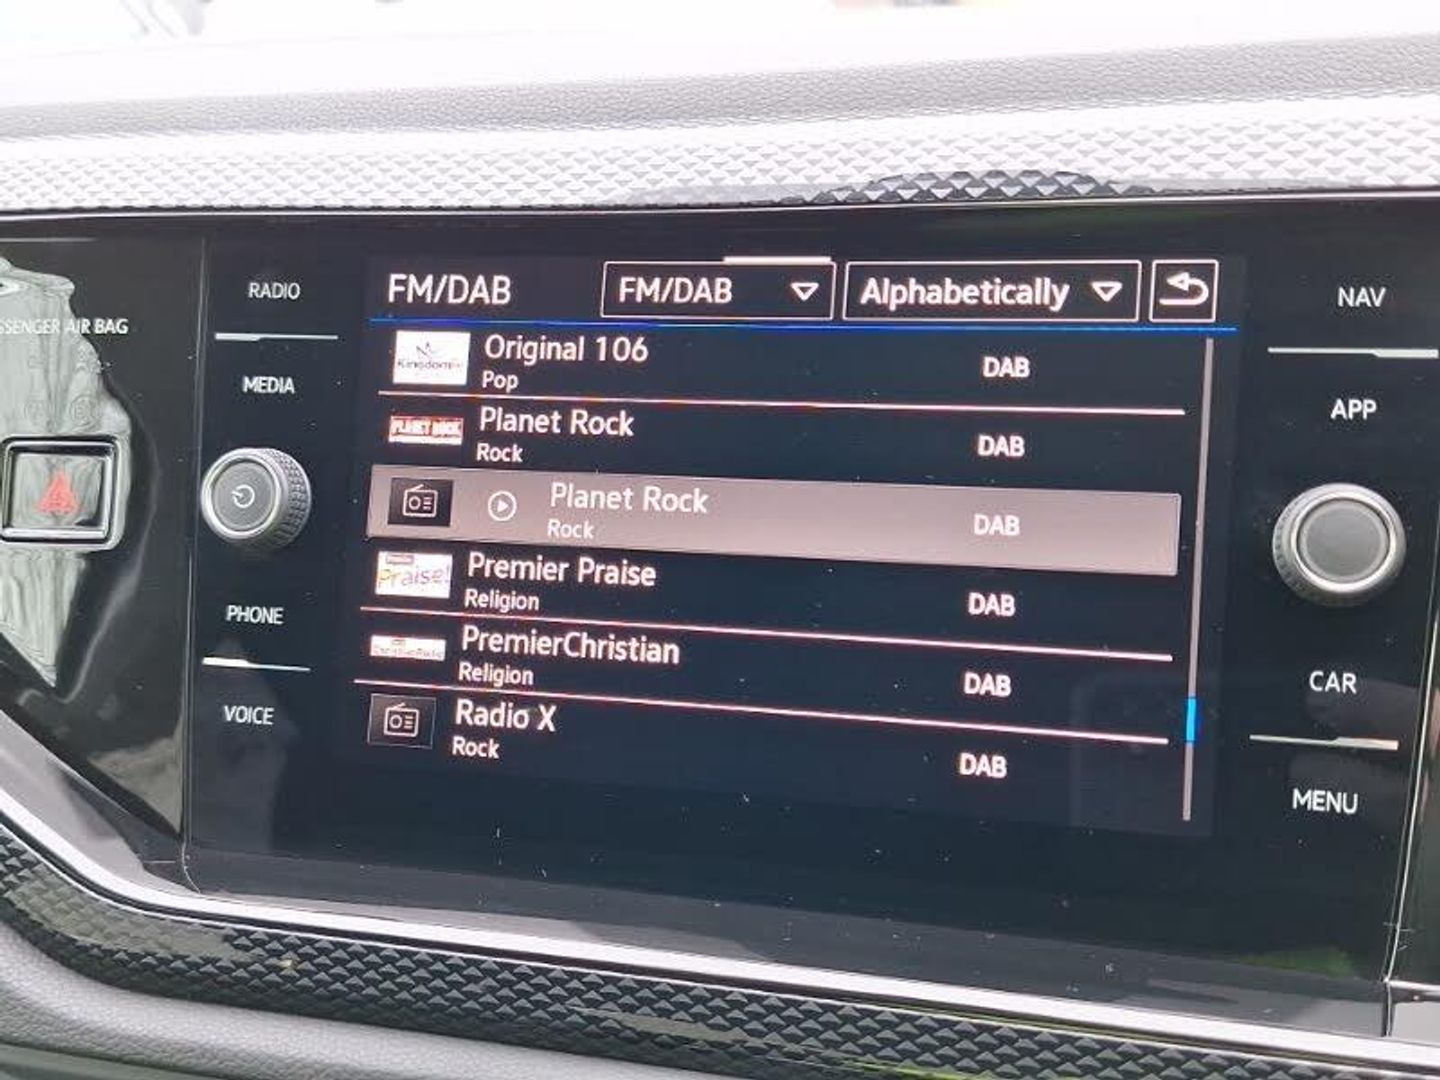 RADIO
MEDIA
PHONE
VOICE
AIR BAG
FM/DAB
FM/DAB
Alphabetically
Original 106
Pop
DAB
PLANET ROCK
Planet Rock
Rock
DAB
Planet Rock
Rock
DAB
Praise!
Premier Praise
Religion
DAB
PremierChristian
Religion
DAB
Radio X
Rock
DAB
NAV
APP
CAR
MENU